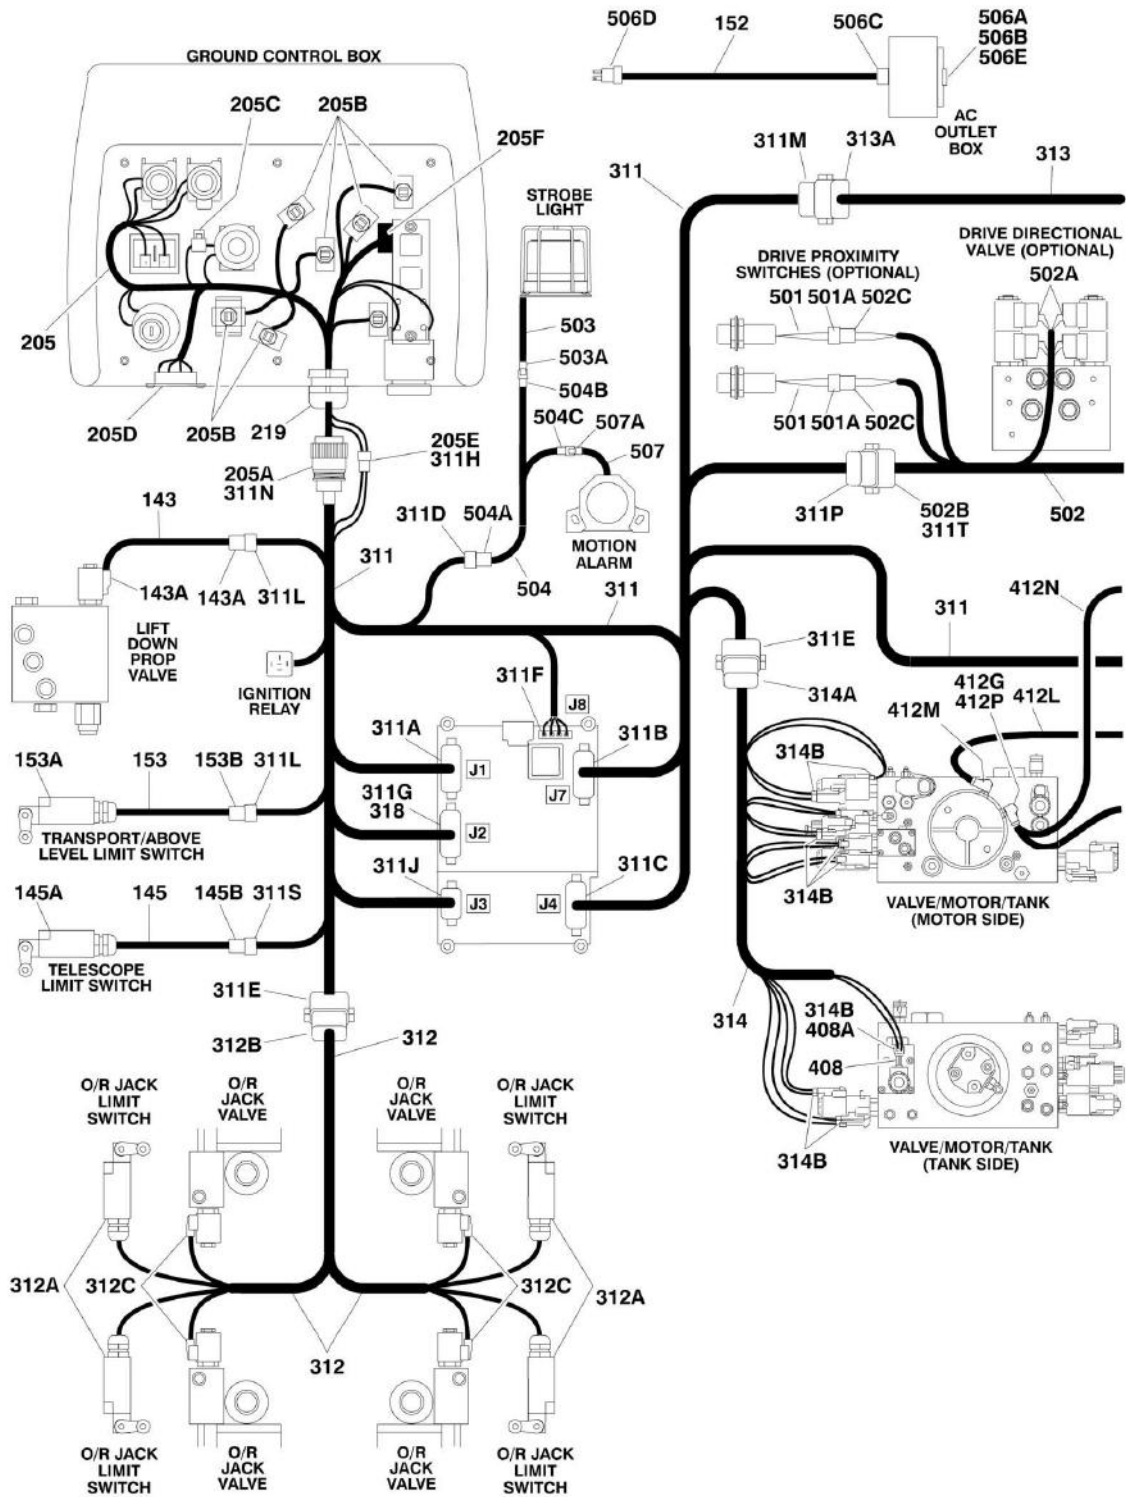 506D
152
506C
506A
506B
506E
AC
OUTLET
BOX
GROUND CONTROL BOX
205C
205B
205F
205
205D
205B
219
205A
311N
205E
311H
STROBE
LIGHT
503
503A
504B
504C
507A
507
MOTION
ALARM
311D
504A
504
311
311M
313A
313
DRIVE PROXIMITY
SWITCHES (OPTIONAL)
501
501A
502C
501
501A
502C
DRIVE DIRECTIONAL
VALVE (OPTIONAL)
502A
311P
502B
311T
502
143
143A
143A
311L
LIFT
DOWN
PROP
VALVE
311
311
IGNITION
RELAY
311F
J8
311A
J1
311B
J7
311G
318
J2
311J
J3
311C
J4
153A
153
153B
311L
TRANSPORT/ABOVE
LEVEL LIMIT SWITCH
145A
145
145B
311S
TELESCOPE
LIMIT SWITCH
311E
314A
311
412N
412G
412P
412L
412M
314B
314B
VALVE/MOTOR/TANK
(MOTOR SIDE)
314
314B
408A
408
314B
VALVE/MOTOR/TANK
(TANK SIDE)
311E
312B
312
O/R JACK
LIMIT
SWITCH
O/R
JACK
VALVE
O/R
JACK
VALVE
O/R JACK
LIMIT
SWITCH
312A
312C
312C
312A
312
O/R JACK
LIMIT
SWITCH
O/R
JACK
VALVE
O/R
JACK
VALVE
O/R JACK
LIMIT
SWITCH